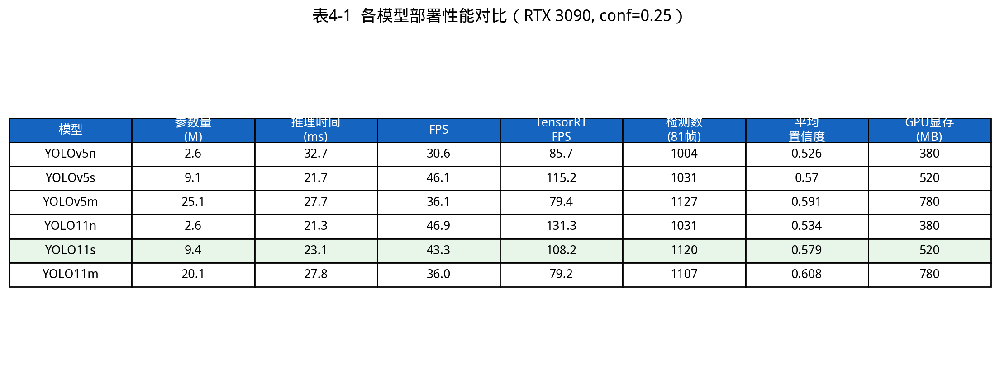 表4-1  各模型部署性能对比（RTX 3090, conf=0.25）
模型 参数量(M) 推理时间(ms) FPS TensorRT FPS 检测数(81帧) 平均置信度 GPU显存(MB)
YOLOv5n 2.6 32.7 30.6 85.7 1004 0.526 380
YOLOv5s 9.1 21.7 46.1 115.2 1031 0.57 520
YOLOv5m 25.1 27.7 36.1 79.4 1127 0.591 780
YOLO11n 2.6 21.3 46.9 131.3 1031 0.534 380
YOLO11s 9.4 23.1 43.3 108.2 1120 0.579 520
YOLO11m 20.1 27.8 36.0 79.2 1107 0.608 780